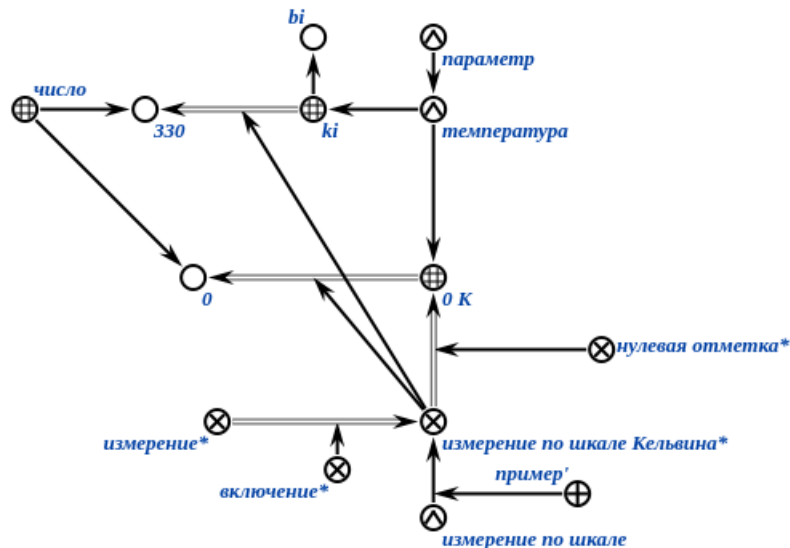 bi
параметр
число
330
ki
температура
0
0 K
нулевая отметка*
измерение*
измерение по шкале Кельвина*
включение*
пример'
измерение по шкале